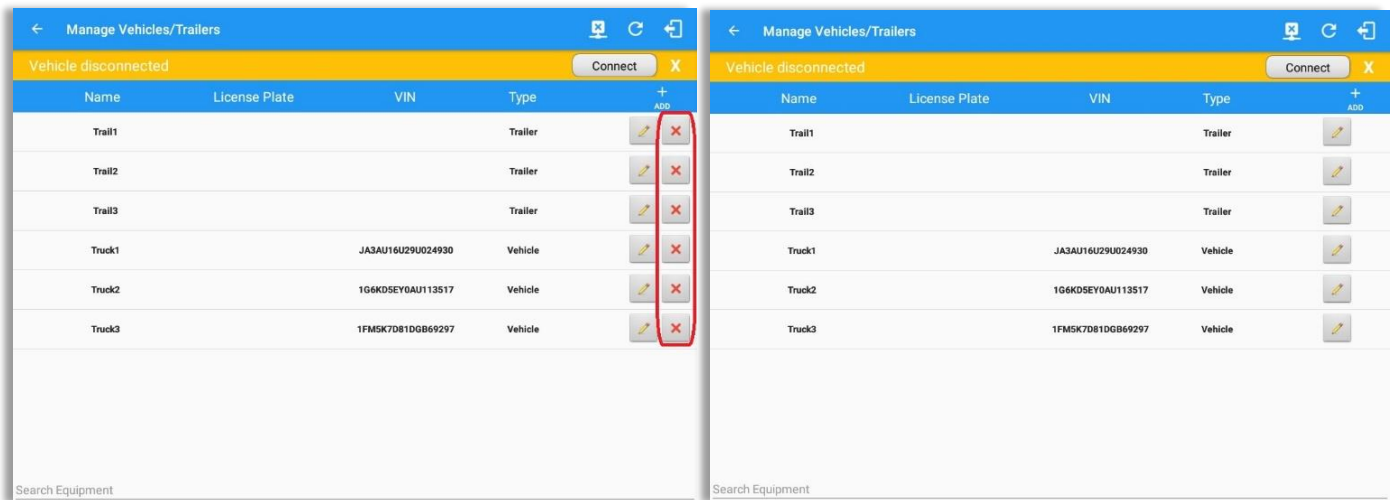 Manage Vehicles/Trailers
Vehicle disconnected Connect X
Name License Plate VIN Type + ADD
Trail1 Trailer
Trail2 Trailer
Trail3 Trailer
Truck1 JA3AU16U29U024930 Vehicle
Truck2 1G6KD5EY0AU113517 Vehicle
Truck3 1FM5K7D81DGB69297 Vehicle
Search Equipment
Manage Vehicles/Trailers
Vehicle disconnected Connect X
Name License Plate VIN Type + ADD
Trail1 Trailer
Trail2 Trailer
Trail3 Trailer
Truck1 JA3AU16U29U024930 Vehicle
Truck2 1G6KD5EY0AU113517 Vehicle
Truck3 1FM5K7D81DGB69297 Vehicle
Search Equipment